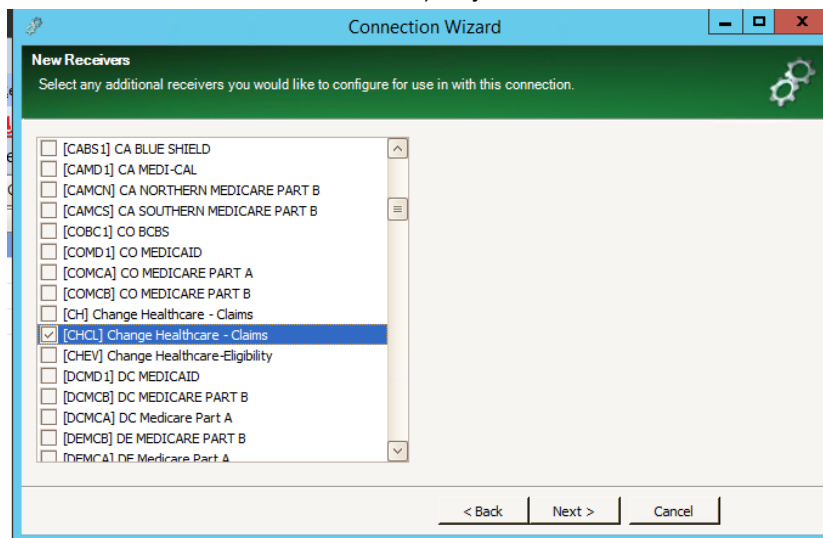 Connection Wizard
New Receivers
Select any additional receivers you would like to configure for use in with this connection.
[CABS1] CA BLUE SHIELD
[CAMD1] CA MEDI-CAL
[CAMCN] CA NORTHERN MEDICARE PART B
[CAMCS] CA SOUTHERN MEDICARE PART B
[COBC1] CO BCBS
[COMD1] CO MEDICAID
[COMCA] CO MEDICARE PART A
[COMCB] CO MEDICARE PART B
[CH] Change Healthcare - Claims
[CHCL] Change Healthcare - Claims
[CHEV] Change Healthcare-Eligibility
[DCMD1] DC MEDICAID
[DCMCB] DC MEDICARE PART B
[DCMCA] DC Medicare Part A
[DEMCB] DE MEDICARE PART B
[DEMCA] DE Medicare Part A
< Back Next > Cancel